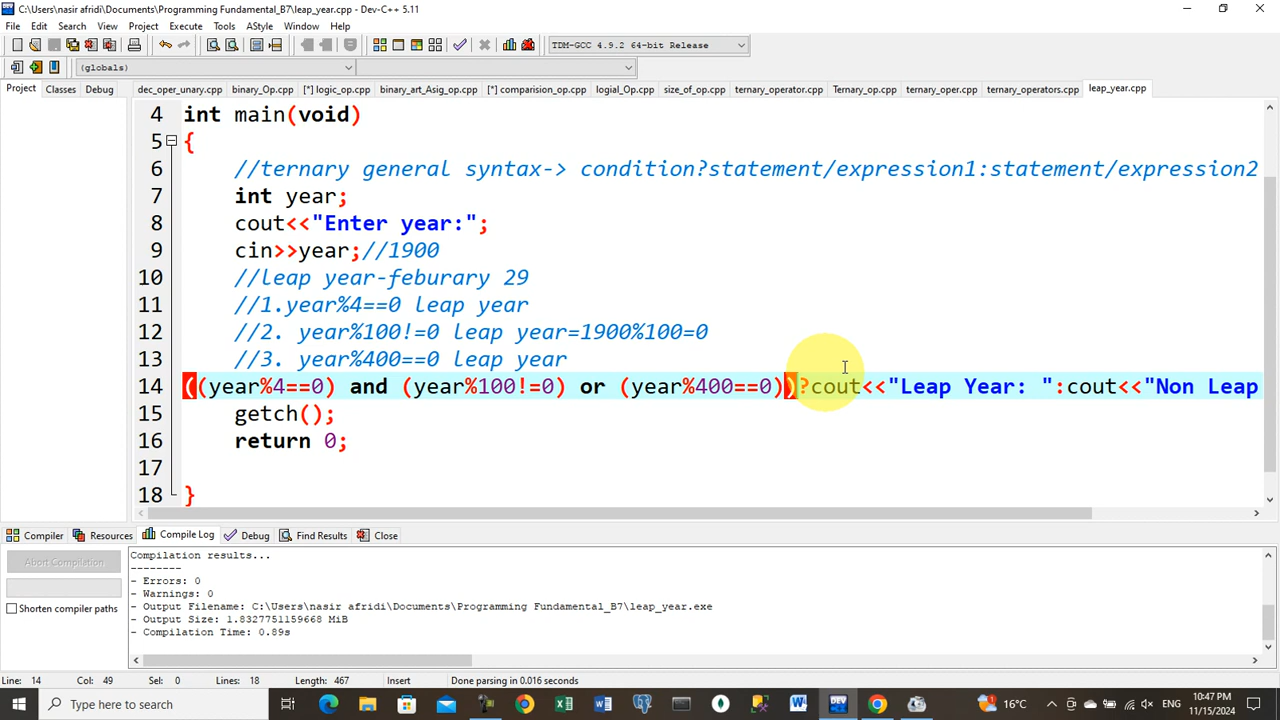 C:\Users\nasir afridi\Documents\Programming Fundamental_B7\leap_year.cpp - Dev-C++ 5.11
File Edit Search View Project Execute Tools AStyle Window Help
TDM-GCC 4.9.2 64-bit Release
(globals)
Project Classes Debug dec_oper_unary.cpp binary_Op.cpp [*] logic_op.cpp binary_art_Asig_op.cpp [*] comparision_op.cpp logial_Op.cpp size_of_op.cpp ternary_operator.cpp Ternary_op.cpp ternary_oper.cpp ternary_operators.cpp leap_year.cpp
4 int main(void)
5 {
6 //ternary general syntax-> condition?statement/expression1:statement/expression2
7 int year;
8 cout<<"Enter year:";
9 cin>>year;//1900
10 //leap year-feburary 29
11 //1.year%4==0 leap year
12 //2. year%100!=0 leap year=1900%100=0
13 //3. year%400==0 leap year
14 ((year%4==0) and (year%100!=0) or (year%400==0))?cout<<"Leap Year: ":cout<<"Non Leap
15 getch();
16 return 0;
17
18 }
Compiler Resources Compile Log Debug Find Results Close
Abort Compilation
Shorten compiler paths
Compilation results...
--------
- Errors: 0
- Warnings: 0
- Output Filename: C:\Users\nasir afridi\Documents\Programming Fundamental_B7\leap_year.exe
- Output Size: 1.8327751159668 MiB
- Compilation Time: 0.89s
Line: 14 Col: 49 Sel: 0 Lines: 18 Length: 467 Insert Done parsing in 0.016 seconds
Type here to search
16°C
ENG
10:47 PM
11/15/2024